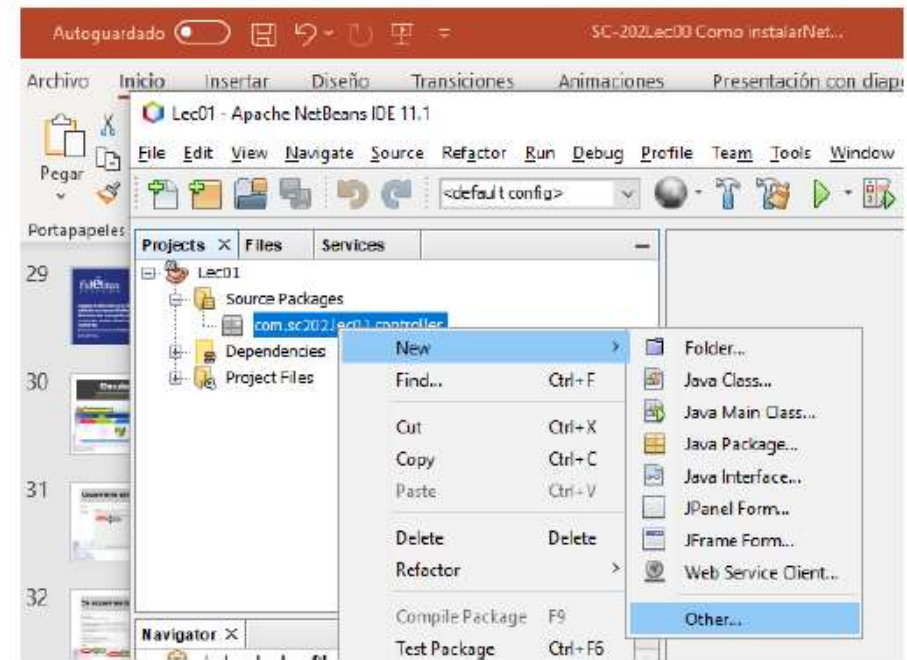 Autoguardado
SC-202Lec00 Como instalarNet...
Archivo Inicio Insertar Diseño Transiciones Animaciones Presentación con diap
Pegar
Portapapeles
29
30
31
32
Lec01 - Apache NetBeans IDE 11.1
File Edit View Navigate Source Refactor Run Debug Profile Team Tools Window
<default config>
Projects Files Services
Lec01
Source Packages
com.sc202.lec01.controller
Dependencies
Project Files
New
Find... Ctrl+F
Cut Ctrl+X
Copy Ctrl+C
Paste Ctrl+V
Delete Delete
Refactor
Compile Package F9
Test Package Ctrl+F6
Folder...
Java Class...
Java Main Class...
Java Package...
Java Interface...
JPanel Form...
JFrame Form...
Web Service Client...
Other...
Navigator